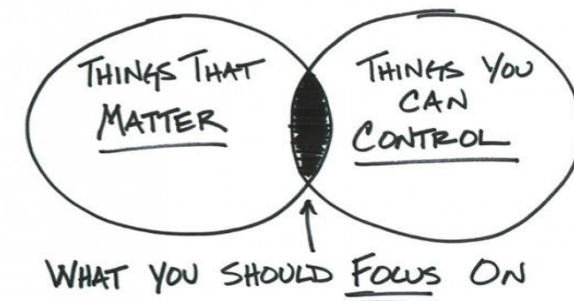 THINGS THAT
MATTER
THINGS YOU
CAN
CONTROL
WHAT YOU SHOULD FOCUS ON